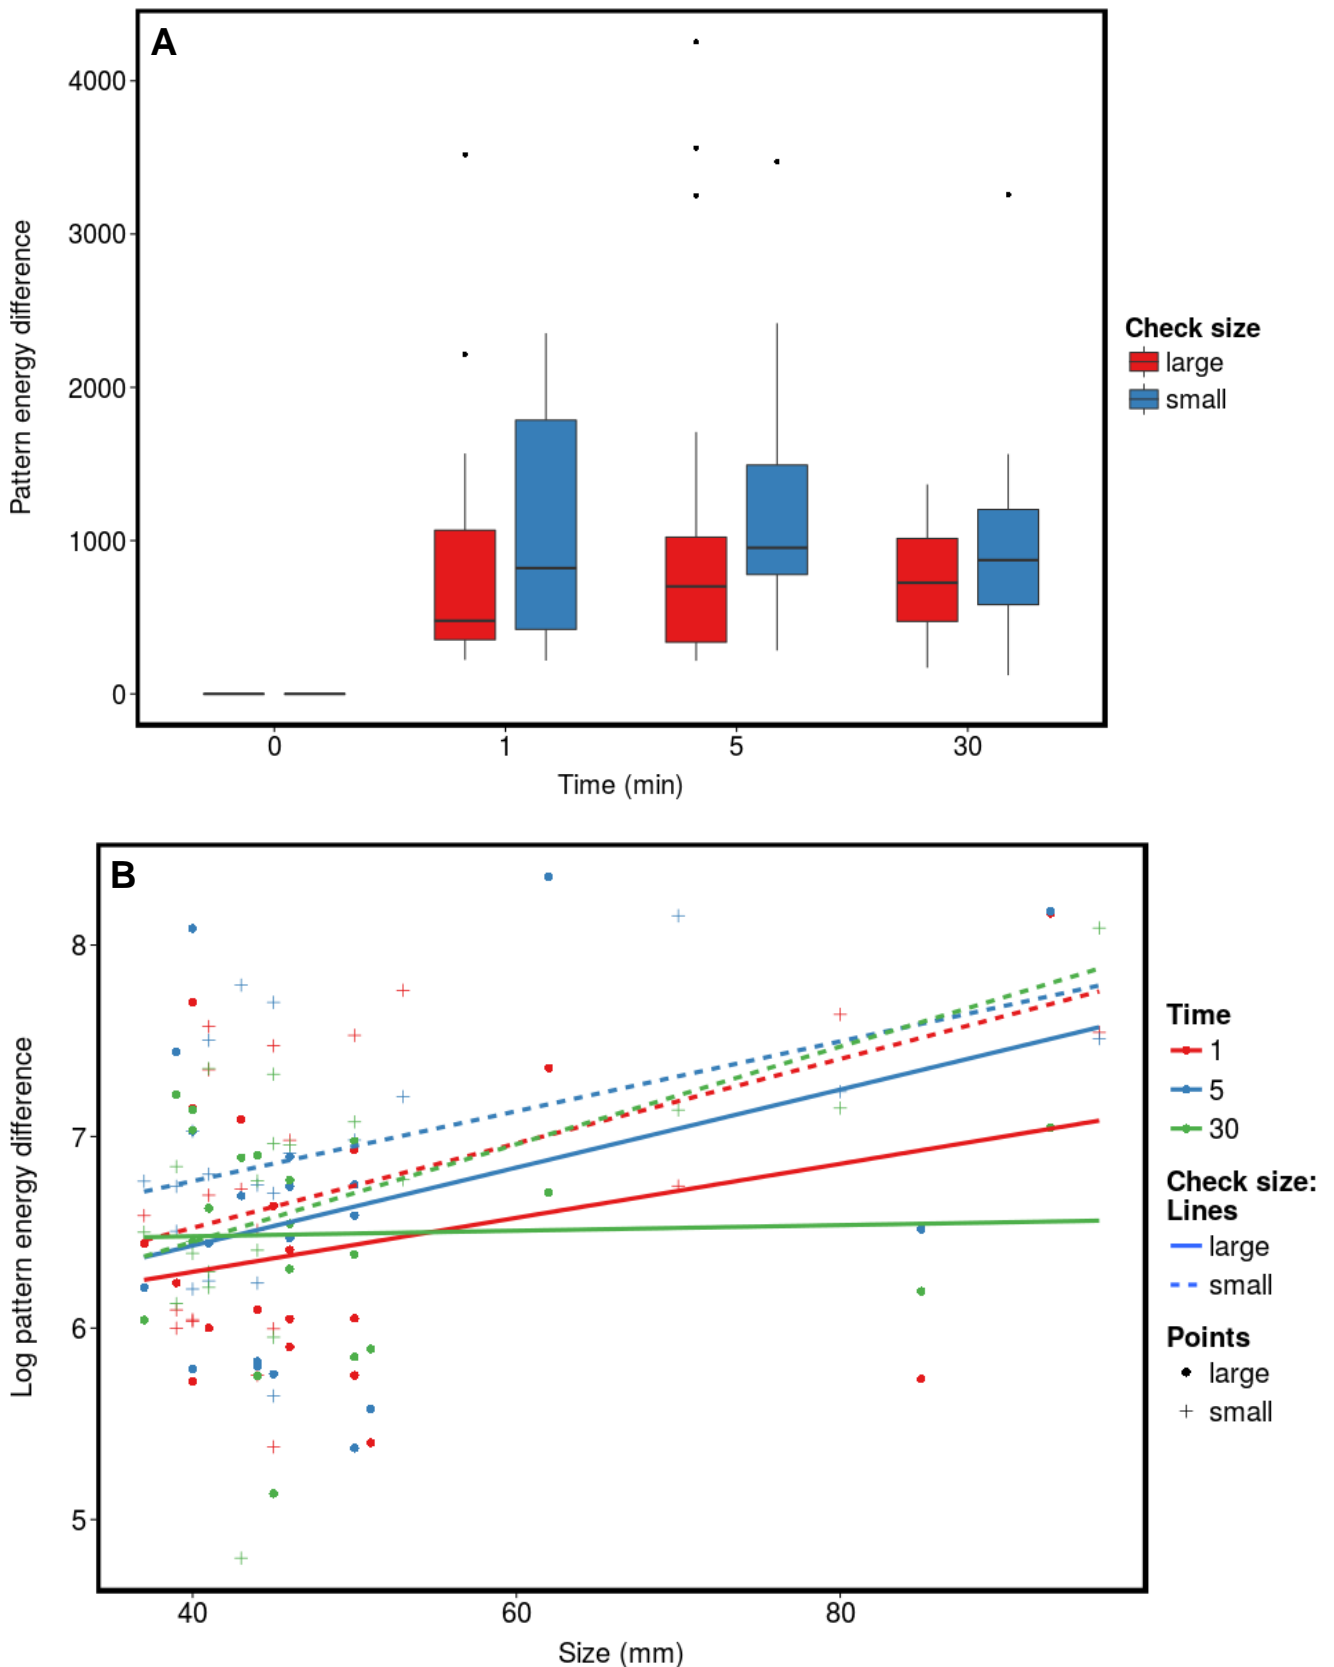 A
Pattern energy difference
4000
3000
2000
1000
0
0 1 5 30
Time (min)
Check size
large
small
B
Log pattern energy difference
8
7
6
5
40 60 80
Size (mm)
Time
1
5
30
Check size:
Lines
large
small
Points
large
small